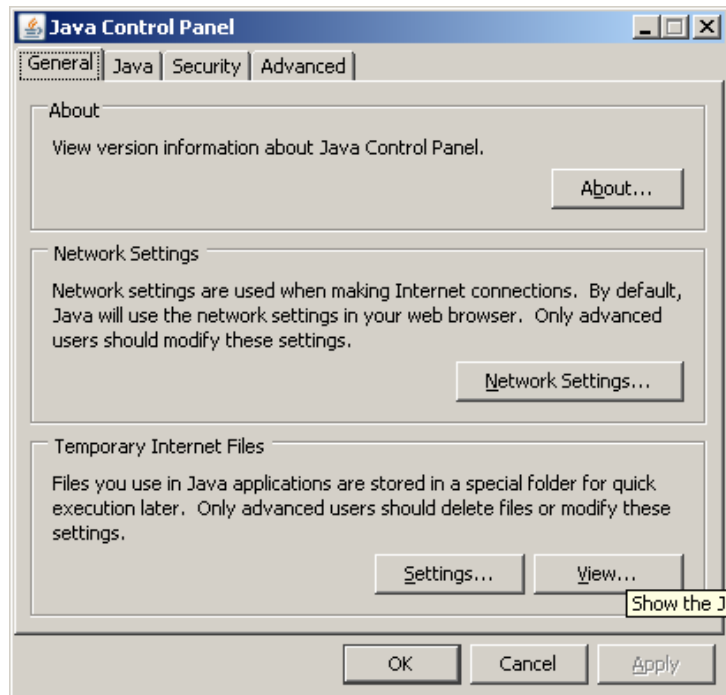 Java Control Panel
General Java Security Advanced
About
View version information about Java Control Panel.
About...
Network Settings
Network settings are used when making Internet connections. By default,
Java will use the network settings in your web browser. Only advanced
users should modify these settings.
Network Settings...
Temporary Internet Files
Files you use in Java applications are stored in a special folder for quick
execution later. Only advanced users should delete files or modify these
settings.
Settings... View...
Show the J
OK Cancel Apply